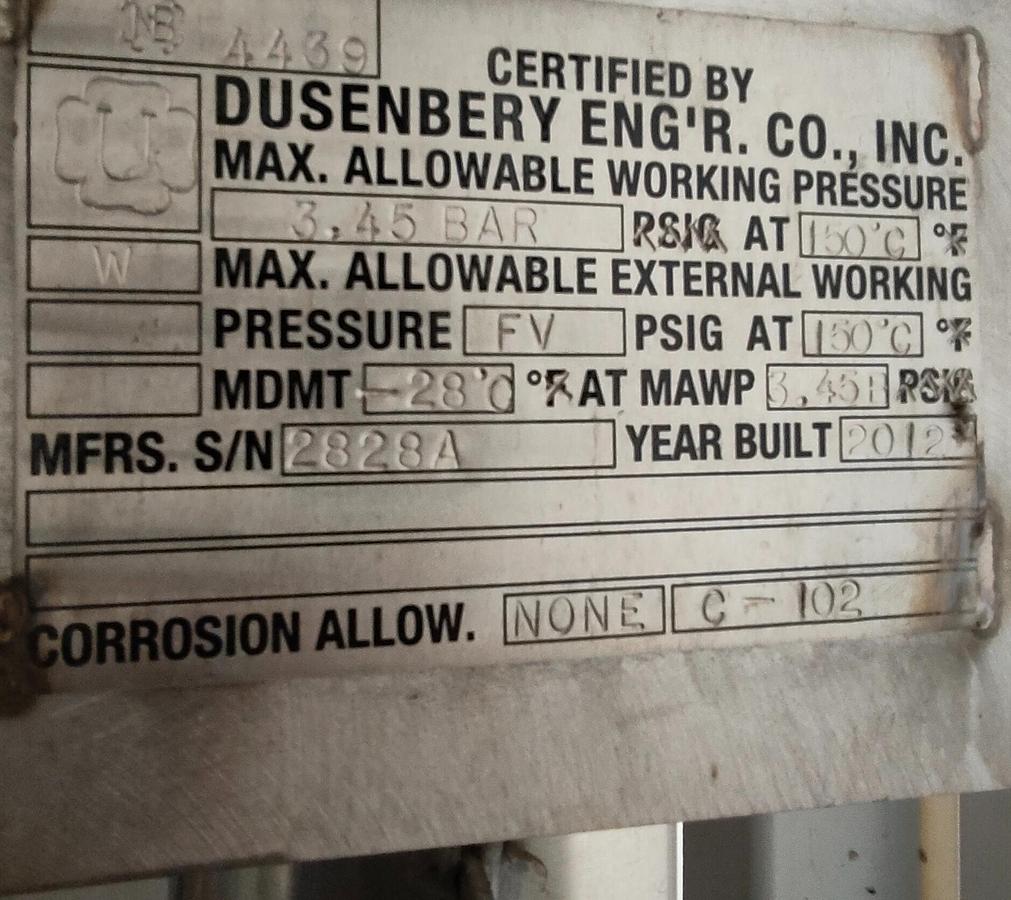 NB 4439
CERTIFIED BY
U DUSENBERY ENG'R. CO., INC.
MAX. ALLOWABLE WORKING PRESSURE
3.45 BAR PSIG AT 150°C °F
W MAX. ALLOWABLE EXTERNAL WORKING
PRESSURE FV PSIG AT 150°C °F
MDMT -28°C °F AT MAWP 3.45B PSIG
MFRS. S/N 2828A YEAR BUILT 2012
CORROSION ALLOW. NONE C-102